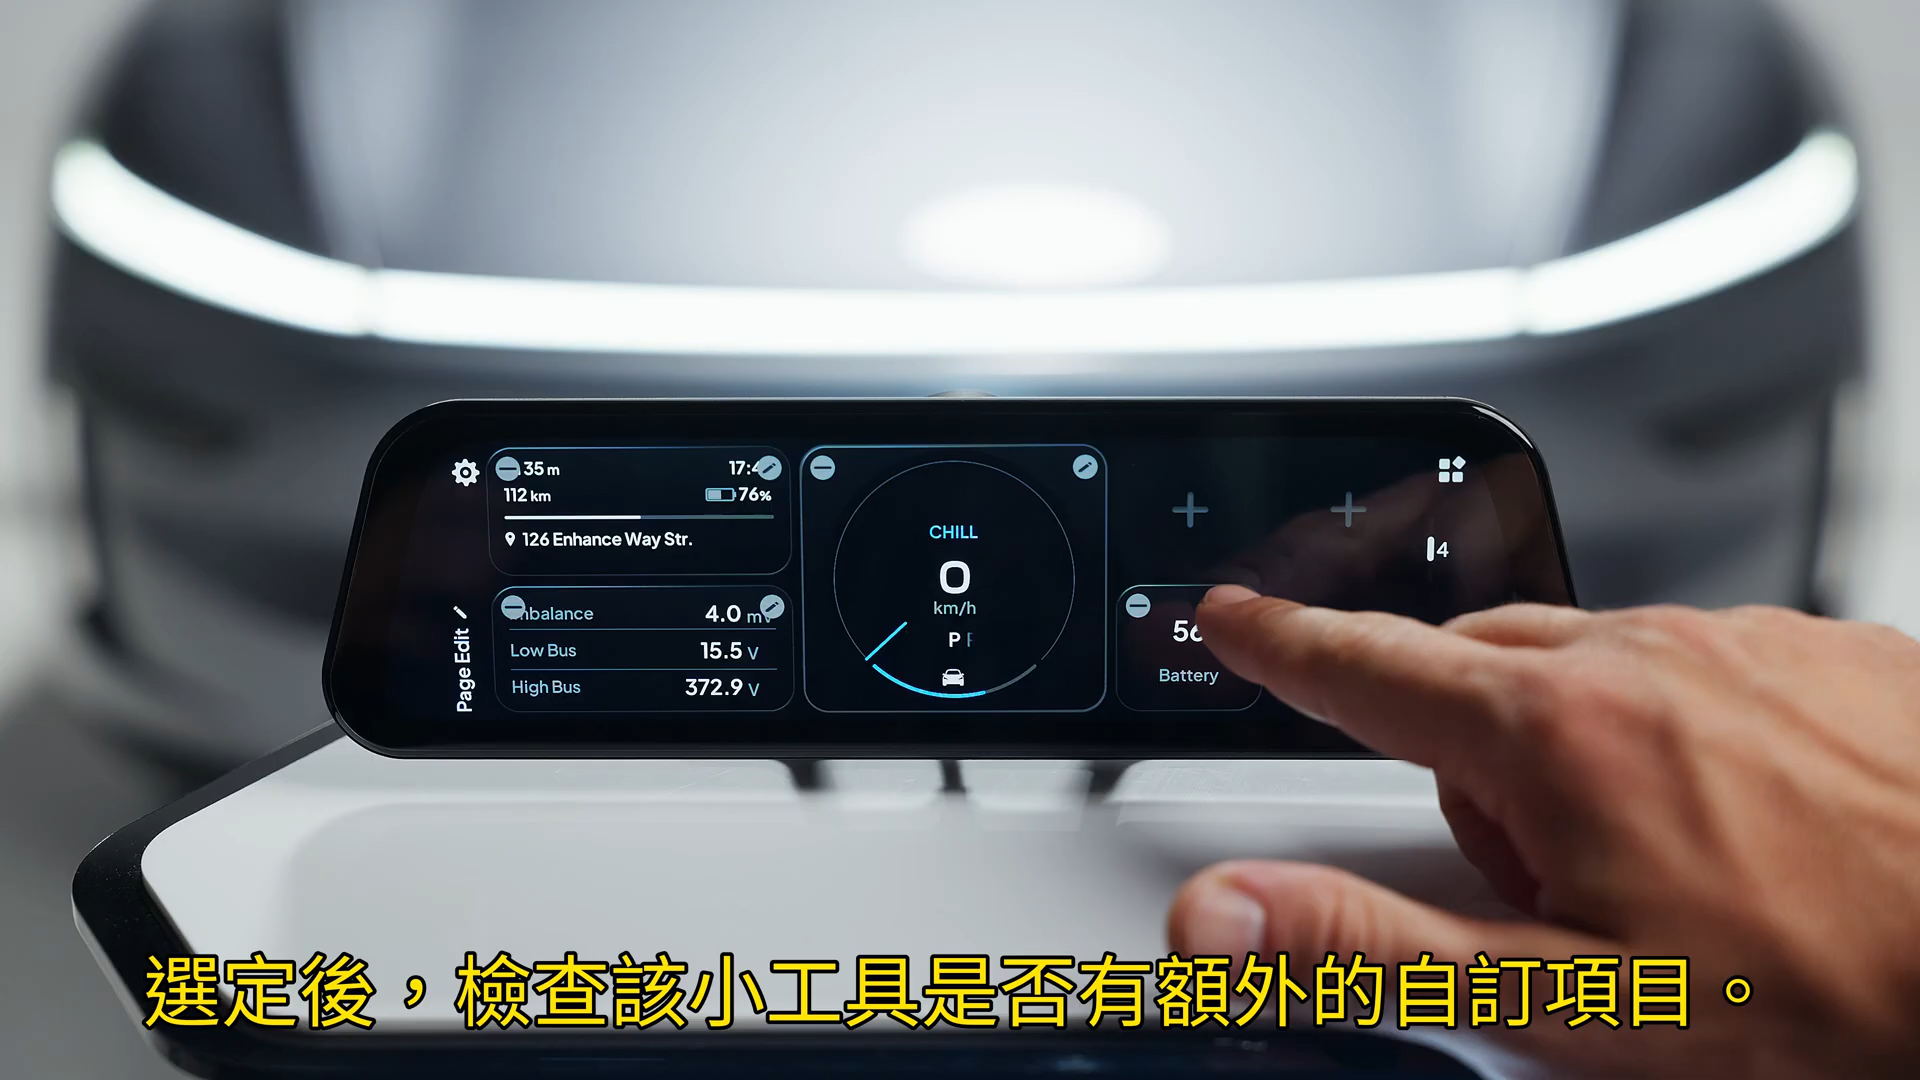 35 m
17:4
112 km
76%
126 Enhance Way Str.
Imbalance 4.0 mV
Low Bus 15.5 V
High Bus 372.9 V
Page Edit
CHILL
0
km/h
P
4
56
Battery
選定後，檢查該小工具是否有額外的自訂項目。